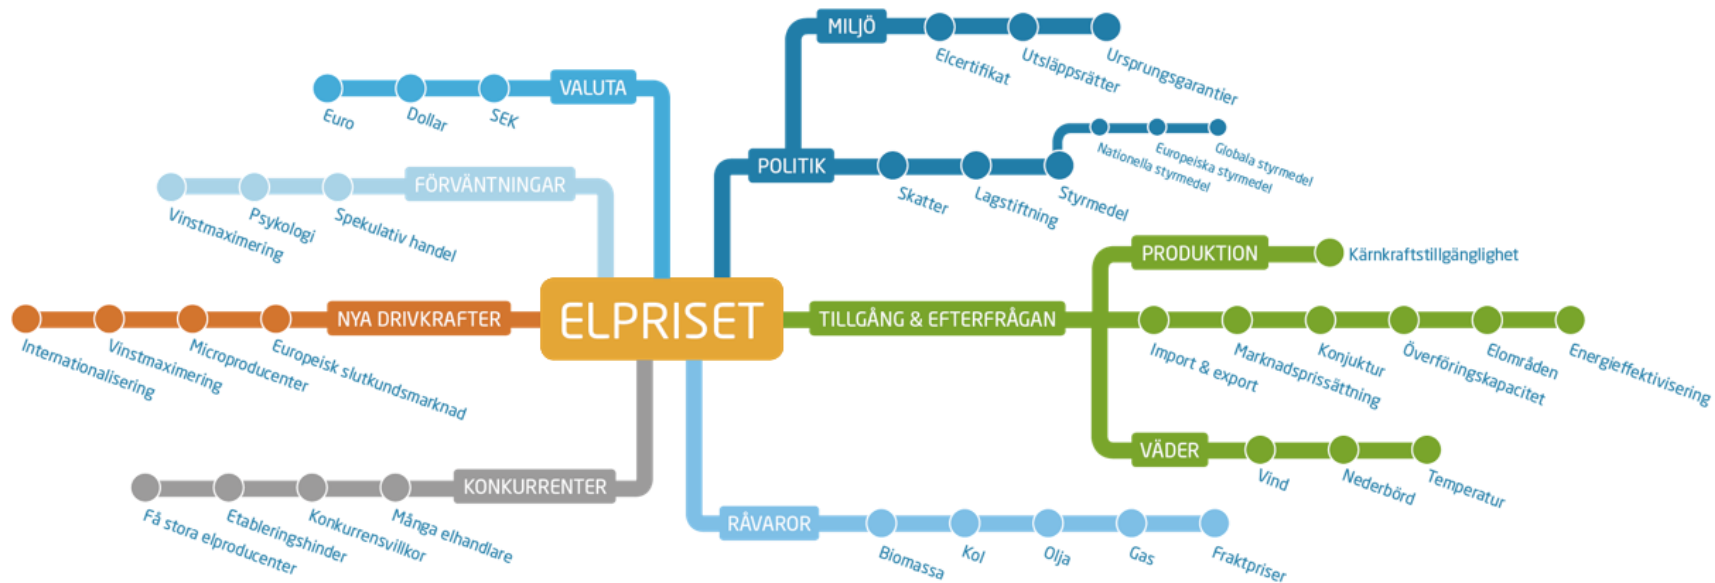 MILJÖ
Elcertifikat
Utsläppsrätter
Ursprungsgarantier
VALUTA
Euro
Dollar
SEK
POLITIK
Skatter
Lagstiftning
Styrmedel
Nationella styrmedel
Europeiska styrmedel
Globala styrmedel
FÖRVÄNTNINGAR
Vinstmaximering
Psykologi
Spekulativ handel
PRODUKTION
Kärnkraftstillgänglighet
NYA DRIVKRAFTER
Internationalisering
Vinstmaximering
Microproducenter
Europeisk slutkundsmarknad
ELPRISET
TILLGÅNG & EFTERFRÅGAN
Import & export
Marknadsprissättning
Konjuktur
Överföringskapacitet
Elområden
Energieffektivisering
VÄDER
Vind
Nederbörd
Temperatur
KONKURRENTER
Få stora elproducenter
Etableringshinder
Konkurrensvillkor
Många elhandlare
RÅVAROR
Biomassa
Kol
Olja
Gas
Fraktpriser